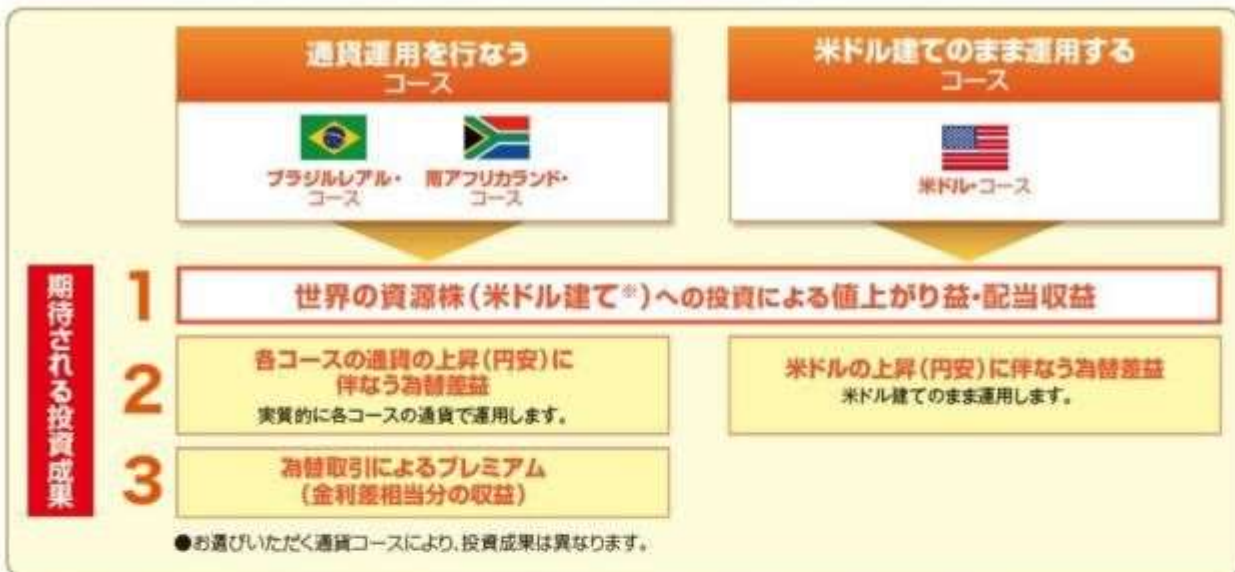 通貨運用を行なう
コース
米ドル建てのまま運用する
コース
ブラジルレアル・
コース
南アフリカランド・
コース
米ドル・コース
期待される投資成果
1
世界の資源株(米ドル建て※)への投資による値上がり益・配当収益
2
各コースの通貨の上昇(円安)に
伴なう為替差益
実質的に各コースの通貨で運用します。
米ドルの上昇(円安)に伴なう為替差益
米ドル建てのまま運用します。
3
為替取引によるプレミアム
(金利差相当分の収益)
●お選びいただく通貨コースにより、投資成果は異なります。